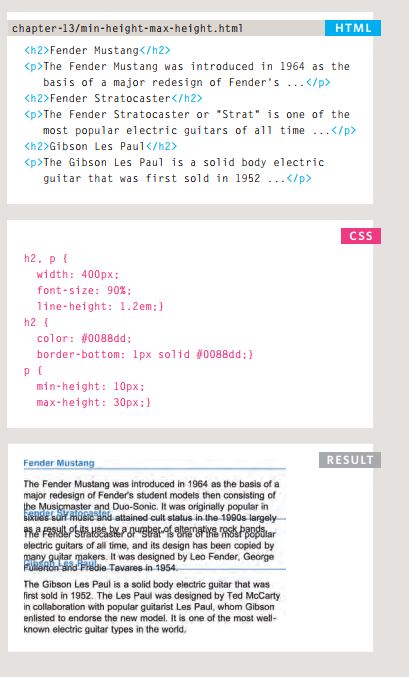 chapter-13/min-height-max-height.html HTML
<h2>Fender Mustang</h2>
<p>The Fender Mustang was introduced in 1964 as the
basis of a major redesign of Fender's ...</p>
<h2>Fender Stratocaster</h2>
<p>The Fender Stratocaster or "Strat" is one of the
most popular electric guitars of all time ...</p>
<h2>Gibson Les Paul</h2>
<p>The Gibson Les Paul is a solid body electric
guitar that was first sold in 1952 ...</p>
CSS
h2, p {
width: 400px;
font-size: 90%;
line-height: 1.2em;}
h2 {
color: #0088dd;
border-bottom: 1px solid #0088dd;}
p {
min-height: 10px;
max-height: 30px;}
RESULT
Fender Mustang
The Fender Mustang was introduced in 1964 as the basis of a
major redesign of Fender's student models then consisting of
the Musicmaster and Duo-Sonic. It was originally popular in
Fender Stratocaster
sixties surf music and attained cult status in the 1990s largely
as a result of its use by a number of alternative rock bands.
The Fender Stratocaster or "Strat" is one of the most popular
electric guitars of all time, and its design has been copied by
many guitar makers. It was designed by Leo Fender, George
Gibson Les Paul
Fullerton and Fredie Tavares in 1954.
The Gibson Les Paul is a solid body electric guitar that was
first sold in 1952. The Les Paul was designed by Ted McCarty
in collaboration with popular guitarist Les Paul, whom Gibson
enlisted to endorse the new model. It is one of the most well-
known electric guitar types in the world.